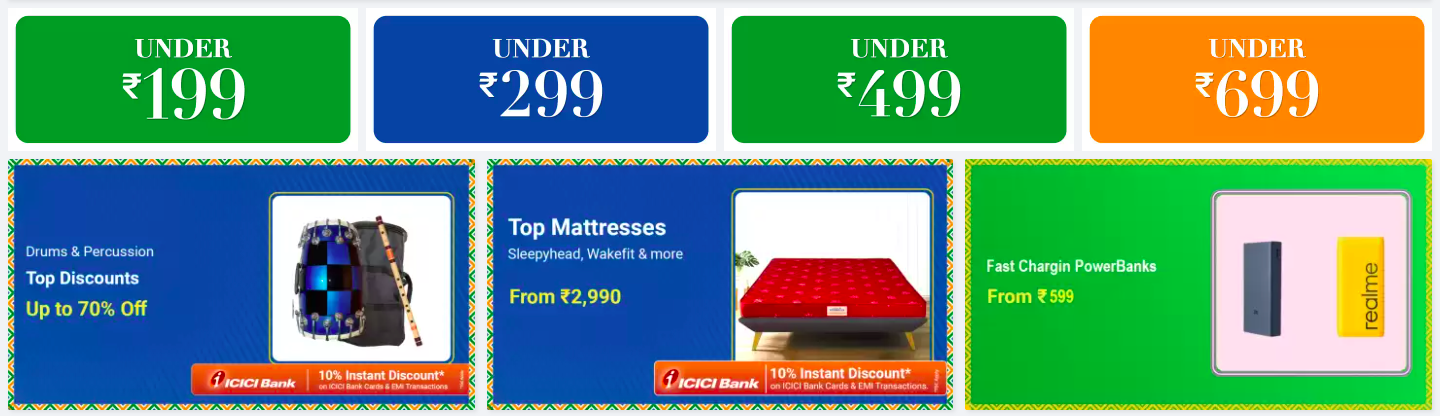 UNDER
₹199
UNDER
₹299
UNDER
₹499
UNDER
₹699
Drums & Percussion
Top Discounts
Up to 70% Off
ICICI Bank
10% Instant Discount*
on ICICI Bank Cards & EMI Transactions
Top Mattresses
Sleepyhead, Wakefit & more
From ₹2,990
ICICI Bank
10% Instant Discount*
on ICICI Bank Cards & EMI Transactions.
Fast Chargin PowerBanks
From ₹ 599
realme